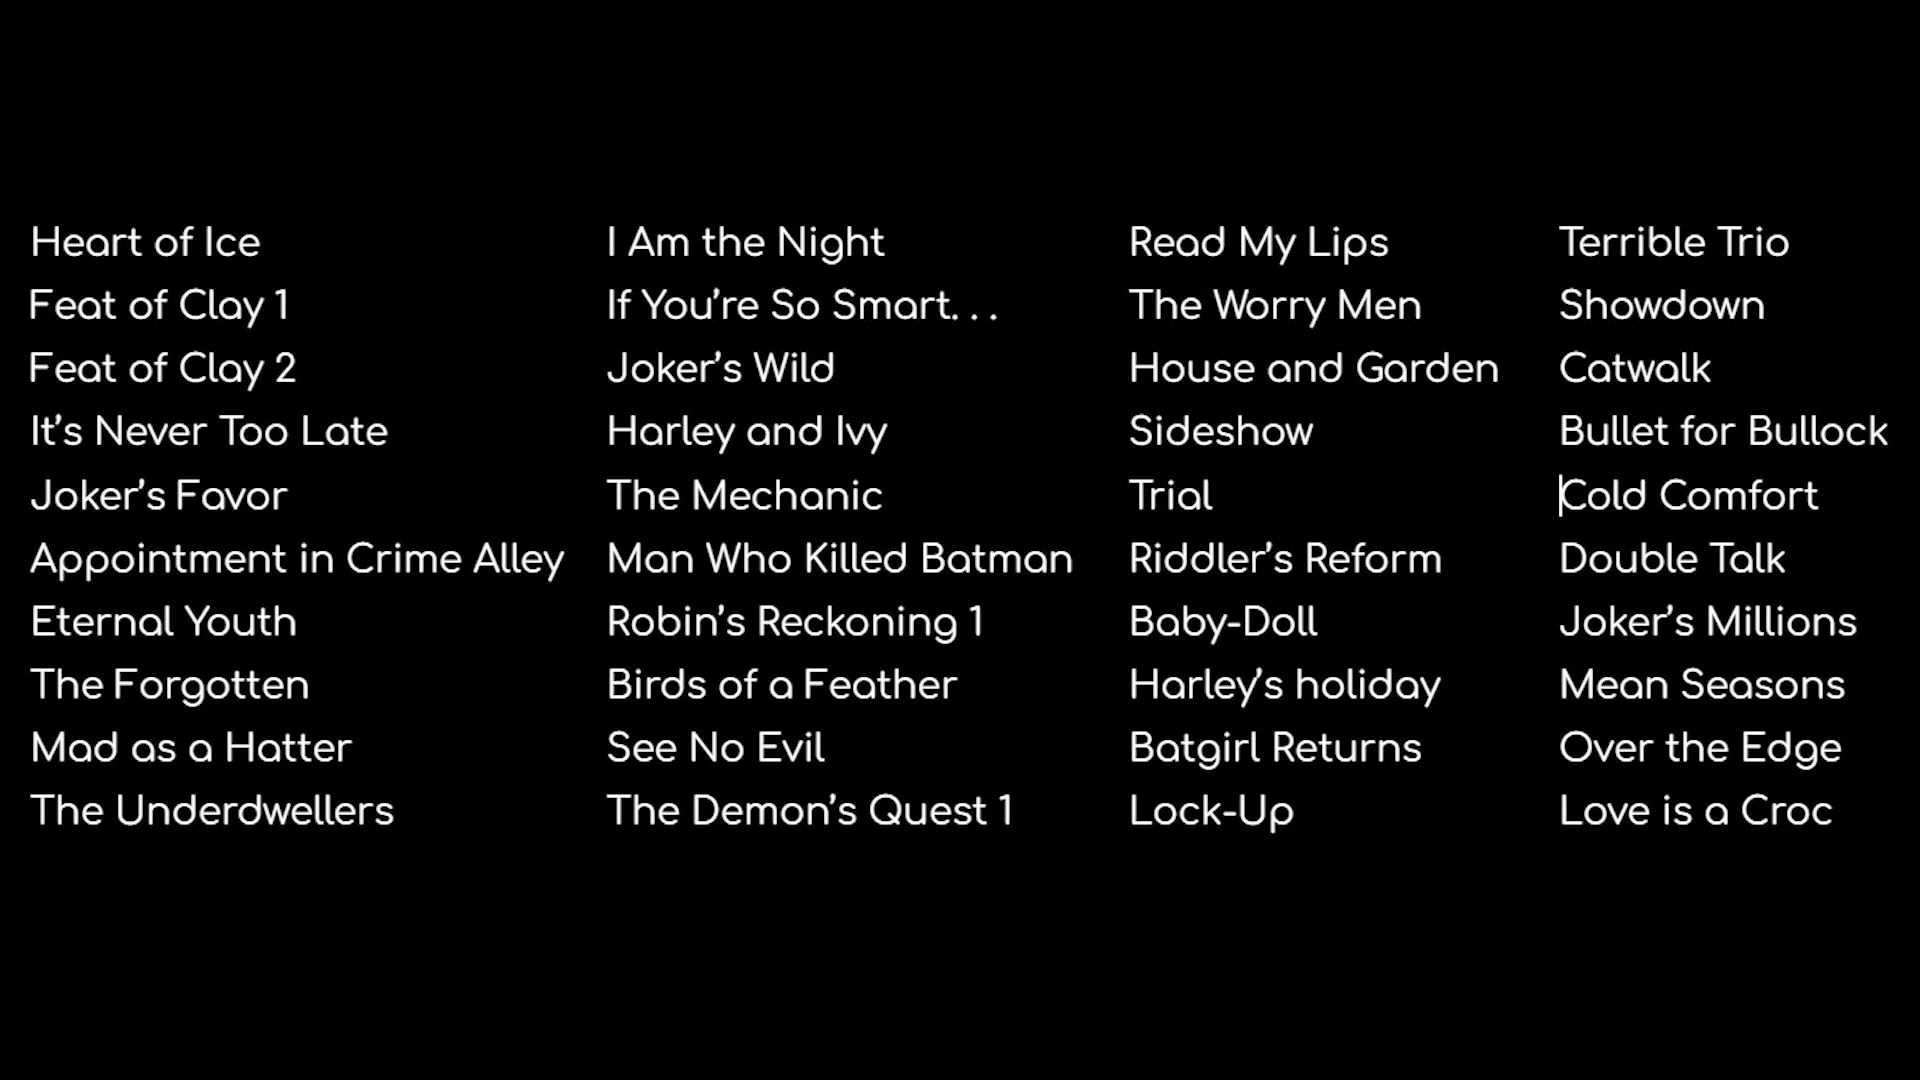 Heart of Ice
Feat of Clay 1
Feat of Clay 2
It’s Never Too Late
Joker’s Favor
Appointment in Crime Alley
Eternal Youth
The Forgotten
Mad as a Hatter
The Underdwellers
I Am the Night
If You’re So Smart. . .
Joker’s Wild
Harley and Ivy
The Mechanic
Man Who Killed Batman
Robin’s Reckoning 1
Birds of a Feather
See No Evil
The Demon’s Quest 1
Read My Lips
The Worry Men
House and Garden
Sideshow
Trial
Riddler’s Reform
Baby-Doll
Harley’s holiday
Batgirl Returns
Lock-Up
Terrible Trio
Showdown
Catwalk
Bullet for Bullock
Cold Comfort
Double Talk
Joker’s Millions
Mean Seasons
Over the Edge
Love is a Croc